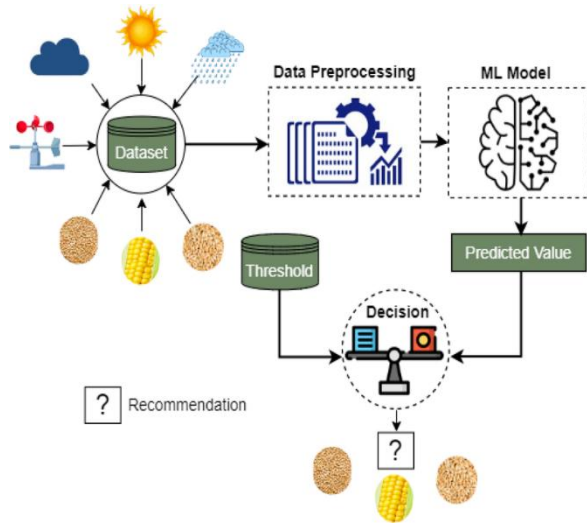 Data Preprocessing
ML Model
Dataset
Threshold
Predicted Value
Decision
?
Recommendation
?